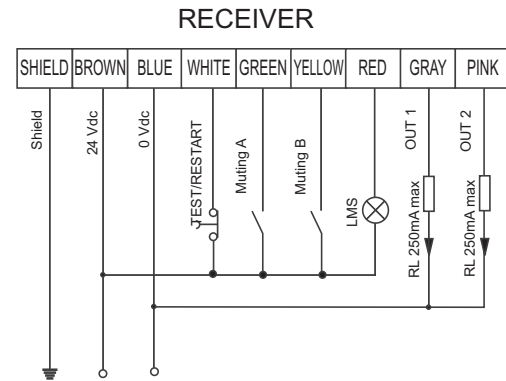 RECEIVER
SHIELD BROWN BLUE WHITE GREEN YELLOW RED GRAY PINK
Shield
24 Vdc
0 Vdc
TEST/RESTART
Muting A
Muting B
LMS
OUT 1
RL 250mA max
OUT 2
RL 250mA max